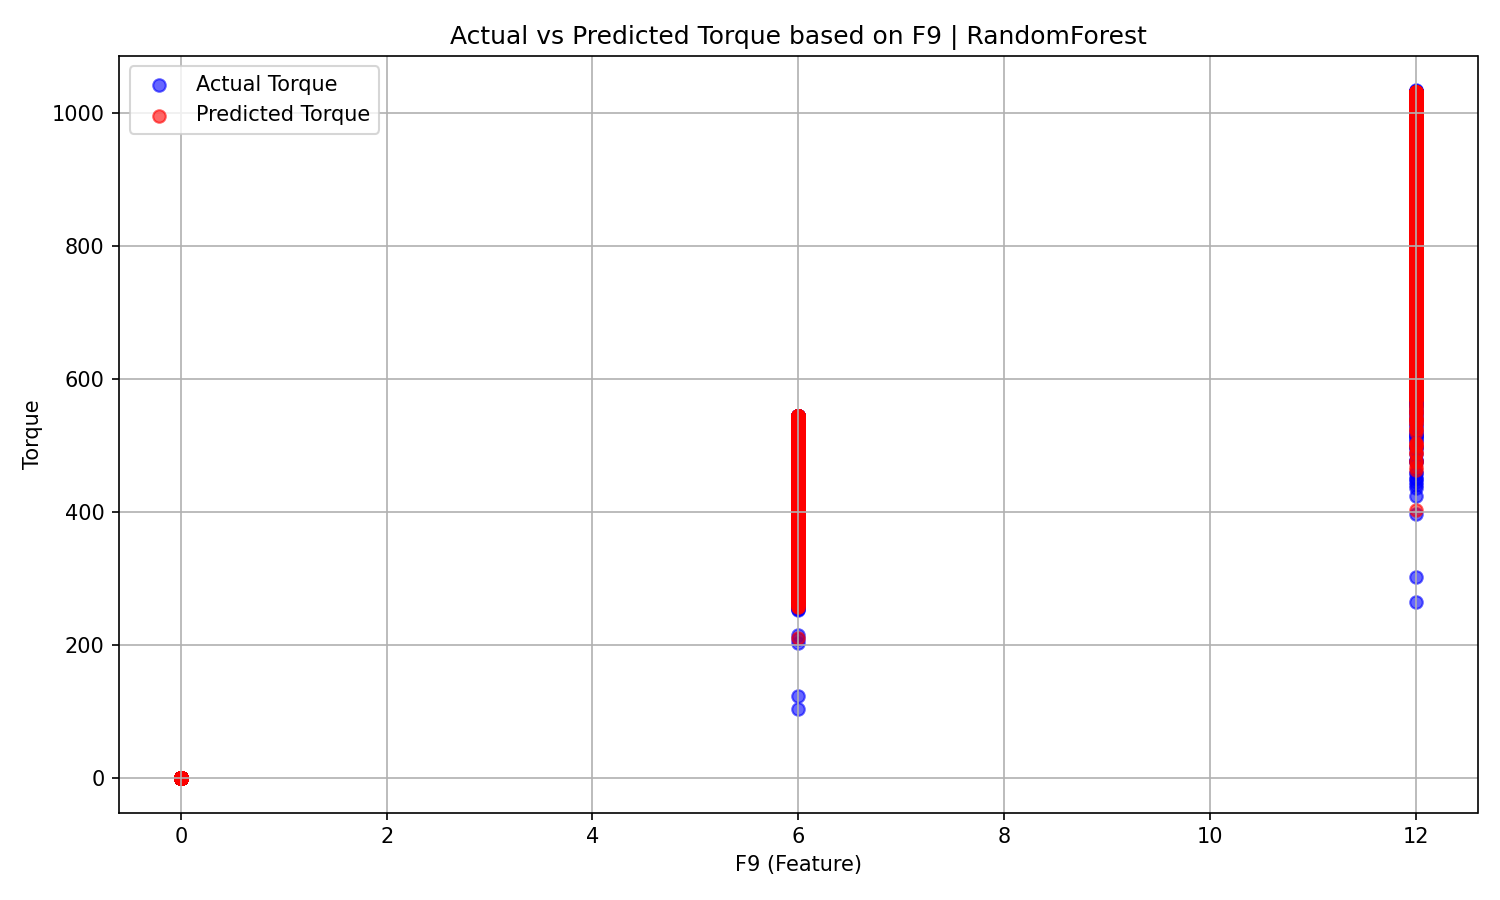 Actual vs Predicted Torque based on F9 | RandomForest
Actual Torque
Predicted Torque
1000
800
600
400
200
0
Torque
0 2 4 6 8 10 12
F9 (Feature)